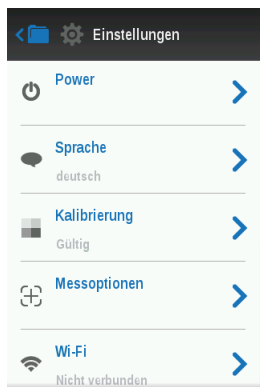 Einstellungen
Power
Sprache
deutsch
Kalibrierung
Gültig
Messoptionen
Wi-Fi
Nicht verbunden